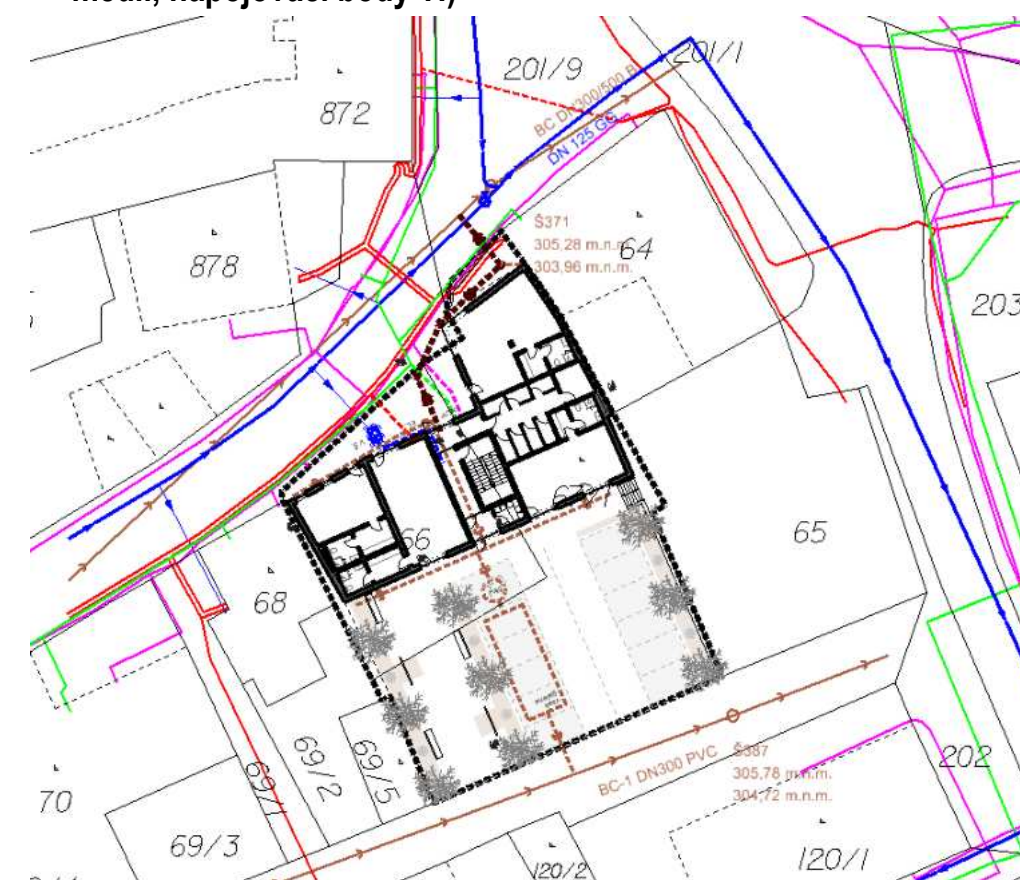 201/9
201/1
872
BC DN300/500 B
DN 125 GG
Š371
305,28 m.n.m.
303,96 m.n.m.
64
878
203
66
65
68
BC-1 DN300 PVC
Š387
305,78 m.n.m.
304,72 m.n.m.
202
69/2
69/5
69/1
70
69/3
120/2
120/1